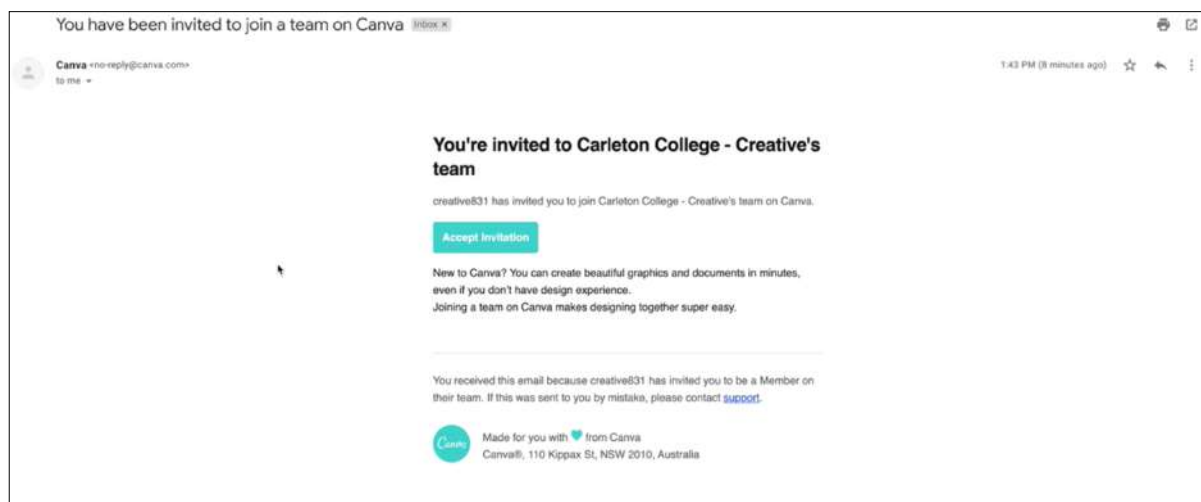 You have been invited to join a team on Canva Inbox ×
Canva <no-reply@canva.com> 1:43 PM (8 minutes ago)
to me
You're invited to Carleton College - Creative's
team
creative831 has invited you to join Carleton College - Creative's team on Canva.
Accept Invitation
New to Canva? You can create beautiful graphics and documents in minutes,
even if you don't have design experience.
Joining a team on Canva makes designing together super easy.
You received this email because creative831 has invited you to be a Member on
their team. If this was sent to you by mistake, please contact support.
Canva
Made for you with from Canva
Canva®, 110 Kippax St, NSW 2010, Australia